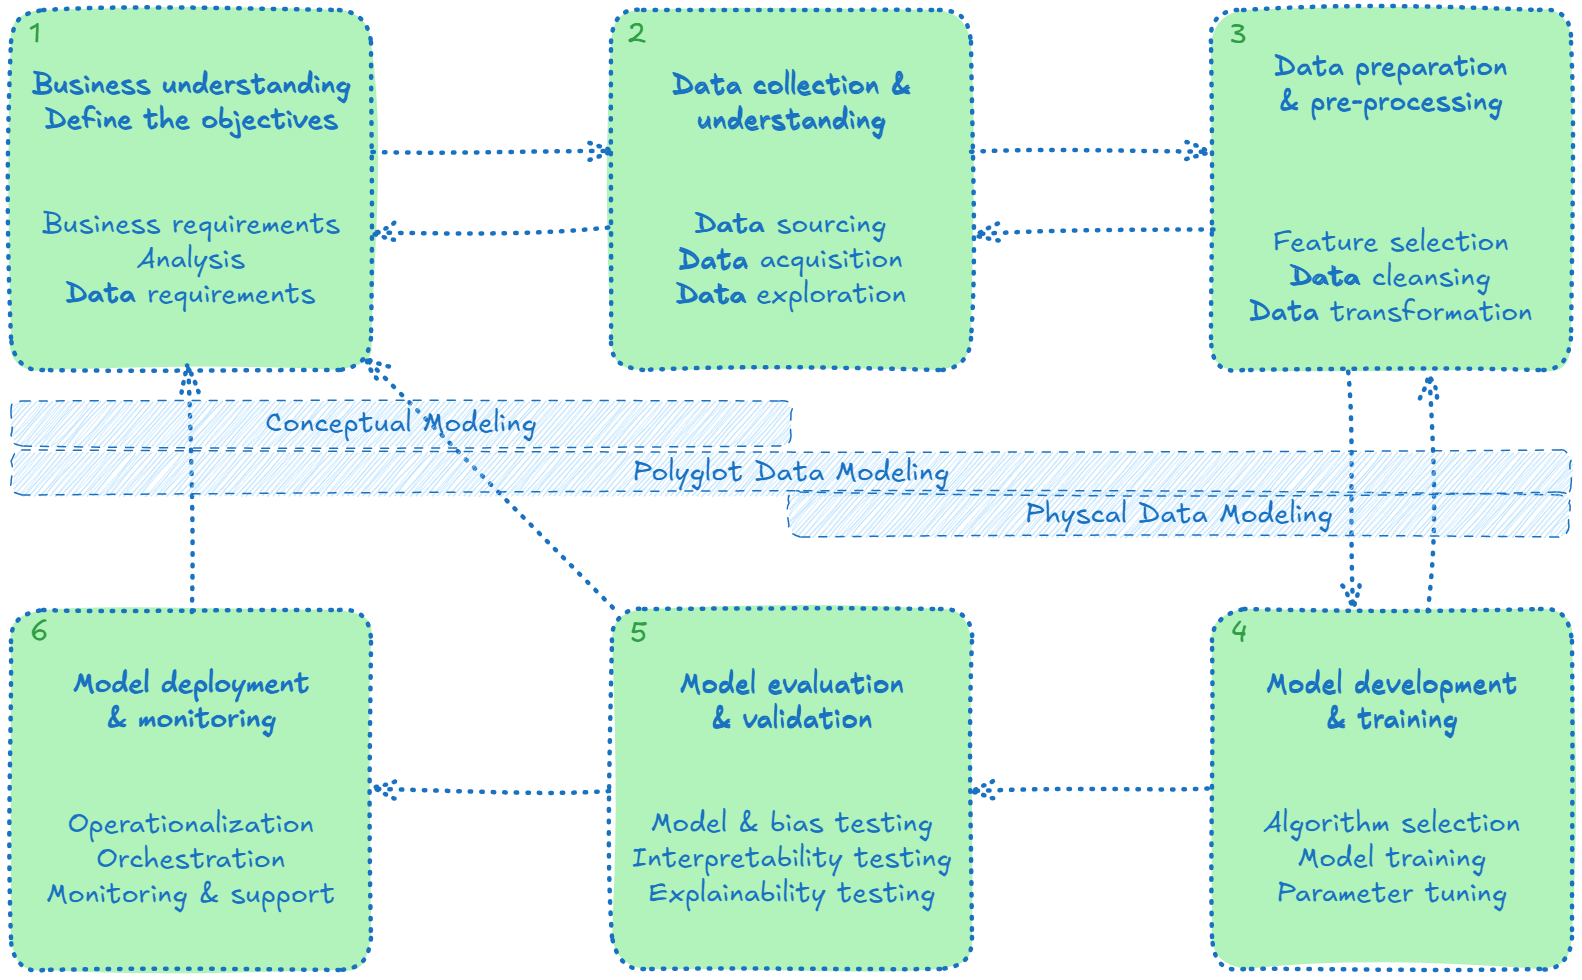 1
Business understanding
Define the objectives
Business requirements
Analysis
Data requirements
2
Data collection &
understanding
Data sourcing
Data acquisition
Data exploration
3
Data preparation
& pre-processing
Feature selection
Data cleansing
Data transformation
Conceptual Modeling
Polyglot Data Modeling
Physcal Data Modeling
6
Model deployment
& monitoring
Operationalization
Orchestration
Monitoring & support
5
Model evaluation
& validation
Model & bias testing
Interpretability testing
Explainability testing
4
Model development
& training
Algorithm selection
Model training
Parameter tuning